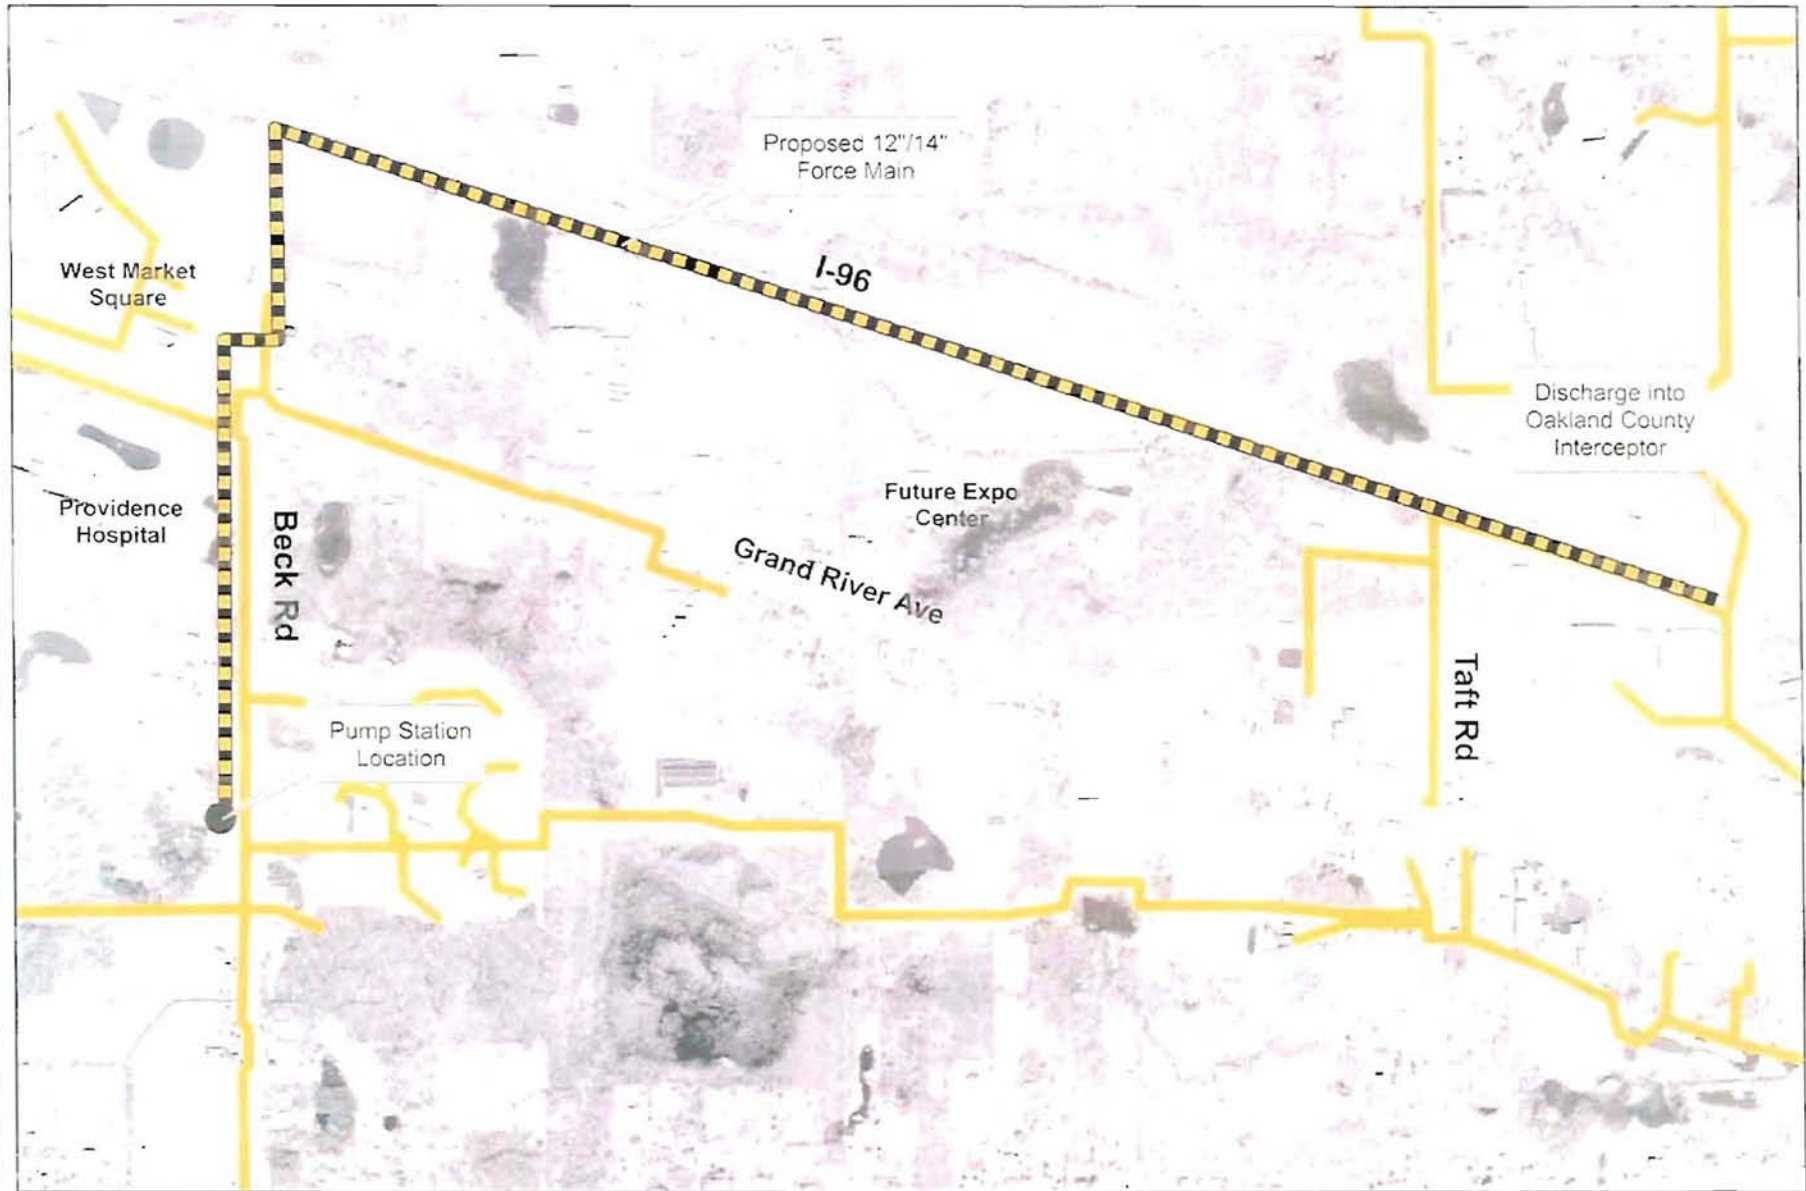 Proposed 12"/14"
Force Main
West Market
Square
I-96
Discharge into
Oakland County
Interceptor
Providence
Hospital
Beck Rd
Future Expo
Center
Grand River Ave
Taft Rd
Pump Station
Location